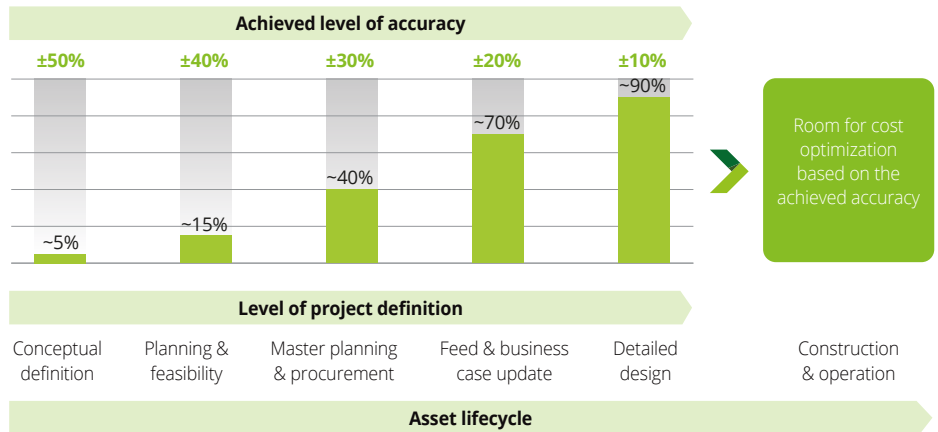 Achieved level of accuracy
±50% ±40% ±30% ±20% ±10%
~5% ~15% ~40% ~70% ~90%
Room for cost
optimization
based on the
achieved accuracy
Level of project definition
Conceptual
definition
Planning &
feasibility
Master planning
& procurement
Feed & business
case update
Detailed
design
Construction
& operation
Asset lifecycle